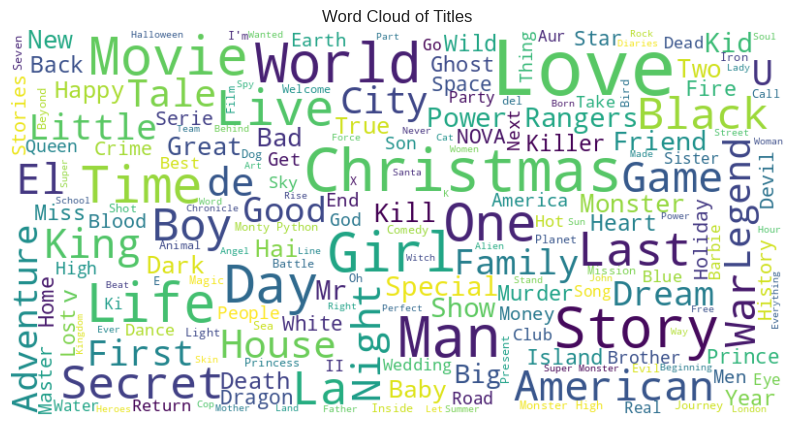 Word Cloud of Titles
Seven
Halloween
I'm
Wanted
Part
Rock
Diaries
Soul
New
Movie
World
Love
Earth
Go
Wild
Thing
Aur
Star
Dead
Kid
Iron
Lady
Back
Ghost
Space
Two
U
Call
Stories
Beyond
Happy
Tale
Live
Film
Spy
Welcome
City
Party
del
Born
Take
Bird
Fire
Little
Serie
Team
Behind
True
Force
Never
Power
Rangers
Next
Black
Street
Queen
Crime
Great
Bad
Dog
Art
Son
Cat
Women
NOVA
Killer
Friend
Made
Woman
Super
Best
Get
Santa
Christmas
Sister
El
Time
de
Sky
X
K
Game
Devil
Legend
School
Shot
Word
Chronicle
Rise
End
America
Monster
Miss
Blood
Boy
Good
God
Kill
One
Hot
Sun
Heart
Power
Holiday
Barbie
History
Hour
Monty Python
Comedy
Alien
Planet
King
Animal
Angel
Line
Hai
Girl
Witch
Family
Last
War
Adventure
High
Dark
Magic
Battle
Oh
Mission
Blue
Everything
Home
Lost
v
Life
Ki
E
Beat
People
Day
Mr
Night
Right
Special
Murder
Stand
John
Song
Dream
Free
Way
Master
Kingdom
Ever
Dance
Light
Sea
White
Perfect
Show
Money
Story
First
House
II
Club
Prince
Skin
Princess
Wedding
Present
Island
Brother
Super Monster
Evil
Beginning
Secret
Death
La
Baby
Big
American
Men
Eye
Water
Heroes
Return
Cop
Dragon
Mother
Land
Father
Inside
Let
Summer
Road
Monster High
Real
Journey
Year
London